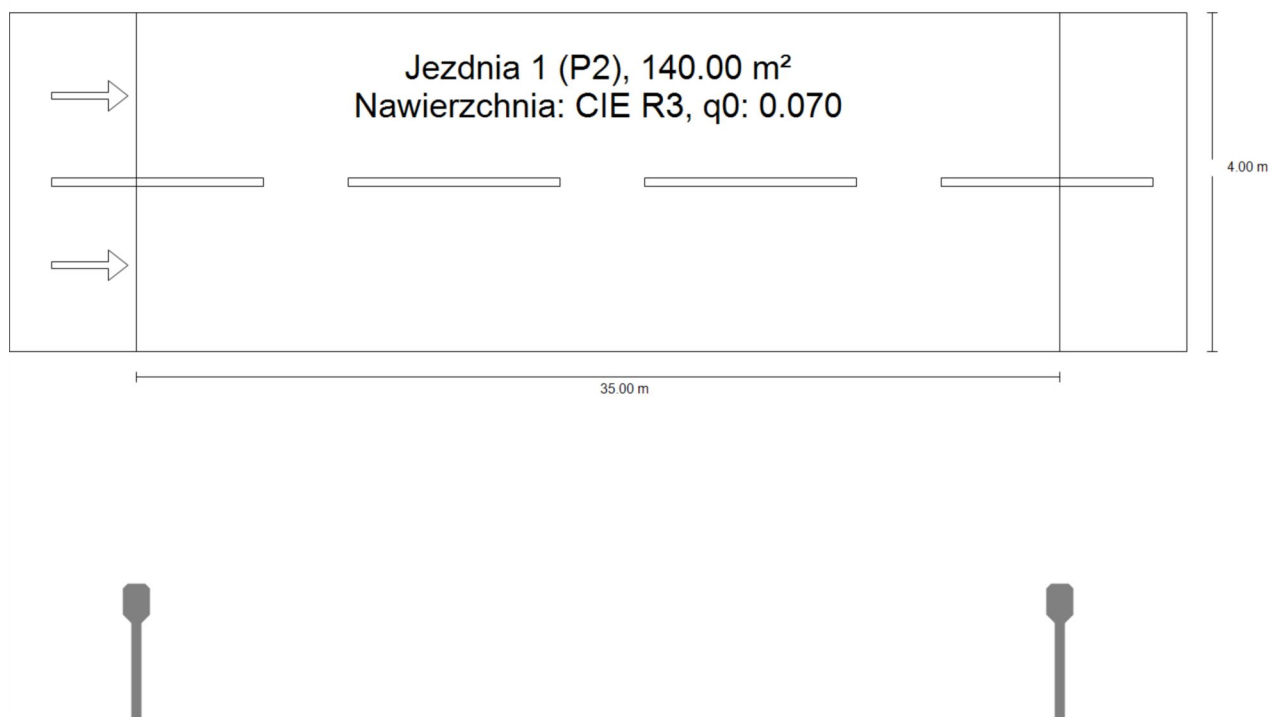 Jezdnia 1 (P2), 140.00 m²
Nawierzchnia: CIE R3, q0: 0.070
4.00 m
35.00 m